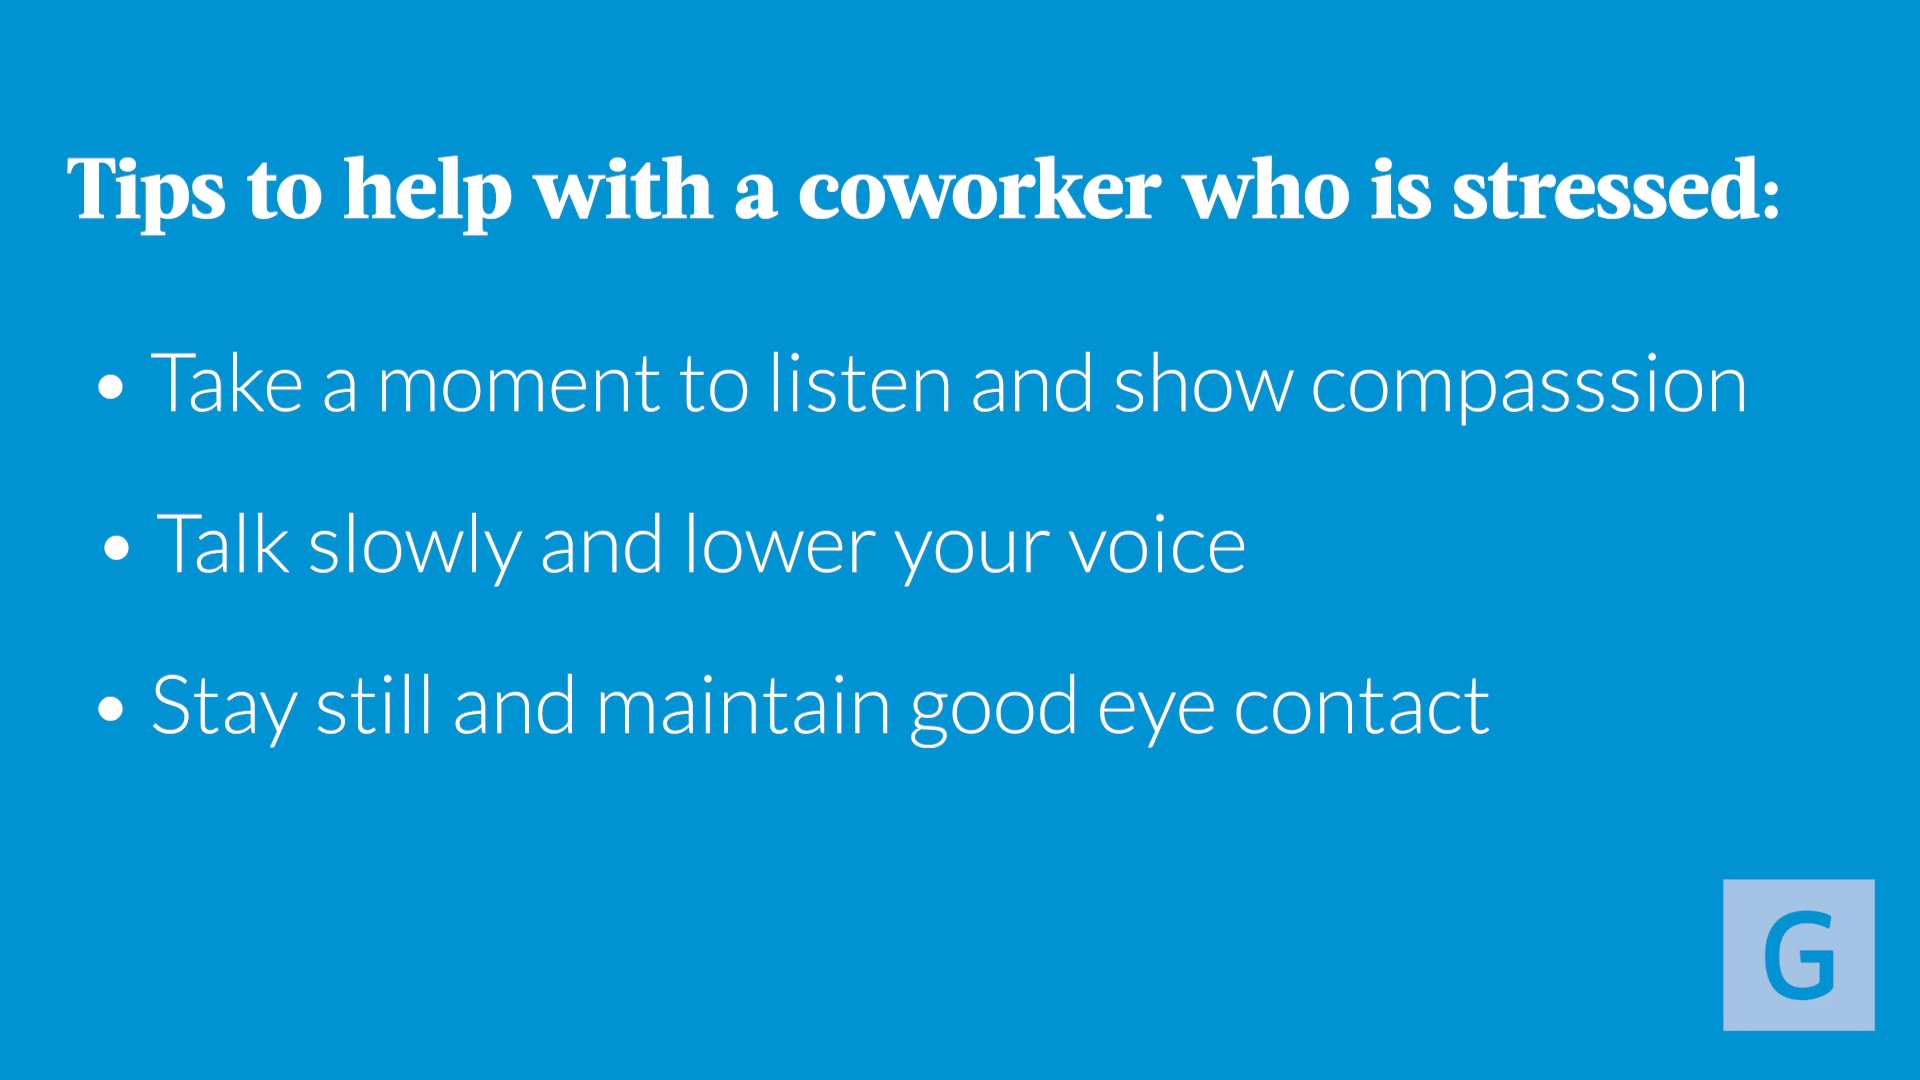 Tips to help with a coworker who is stressed:
• Take a moment to listen and show compasssion
• Talk slowly and lower your voice
• Stay still and maintain good eye contact
G